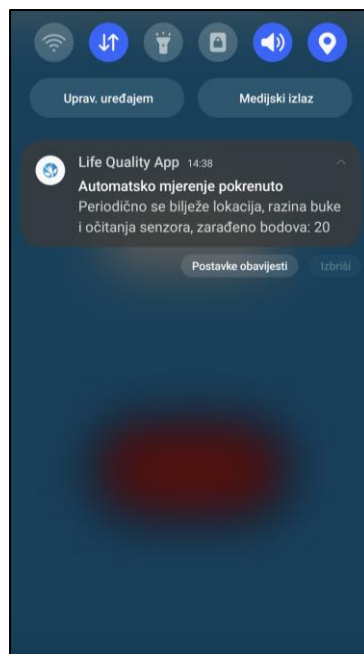 Uprav. uređajem Medijski izlaz
Life Quality App 14:38
Automatsko mjerenje pokrenuto
Periodično se bilježe lokacija, razina buke
i očitanja senzora, zarađeno bodova: 20
Postavke obavijesti Izbriši